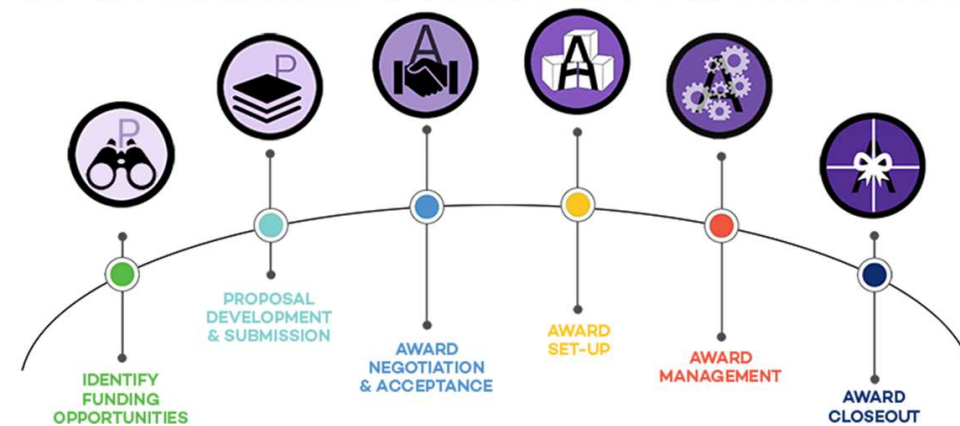 P
P
A
A
A
A
IDENTIFY
FUNDING
OPPORTUNITIES
PROPOSAL
DEVELOPMENT
& SUBMISSION
AWARD
NEGOTIATION
& ACCEPTANCE
AWARD
SET-UP
AWARD
MANAGEMENT
AWARD
CLOSEOUT